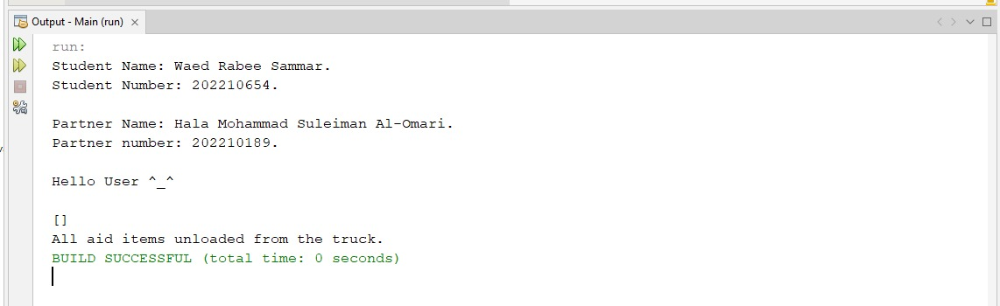 Output - Main (run)
run:
Student Name: Waed Rabee Sammar.
Student Number: 202210654.
Partner Name: Hala Mohammad Suleiman Al-Omari.
Partner number: 202210189.
Hello User ^_^
[]
All aid items unloaded from the truck.
BUILD SUCCESSFUL (total time: 0 seconds)